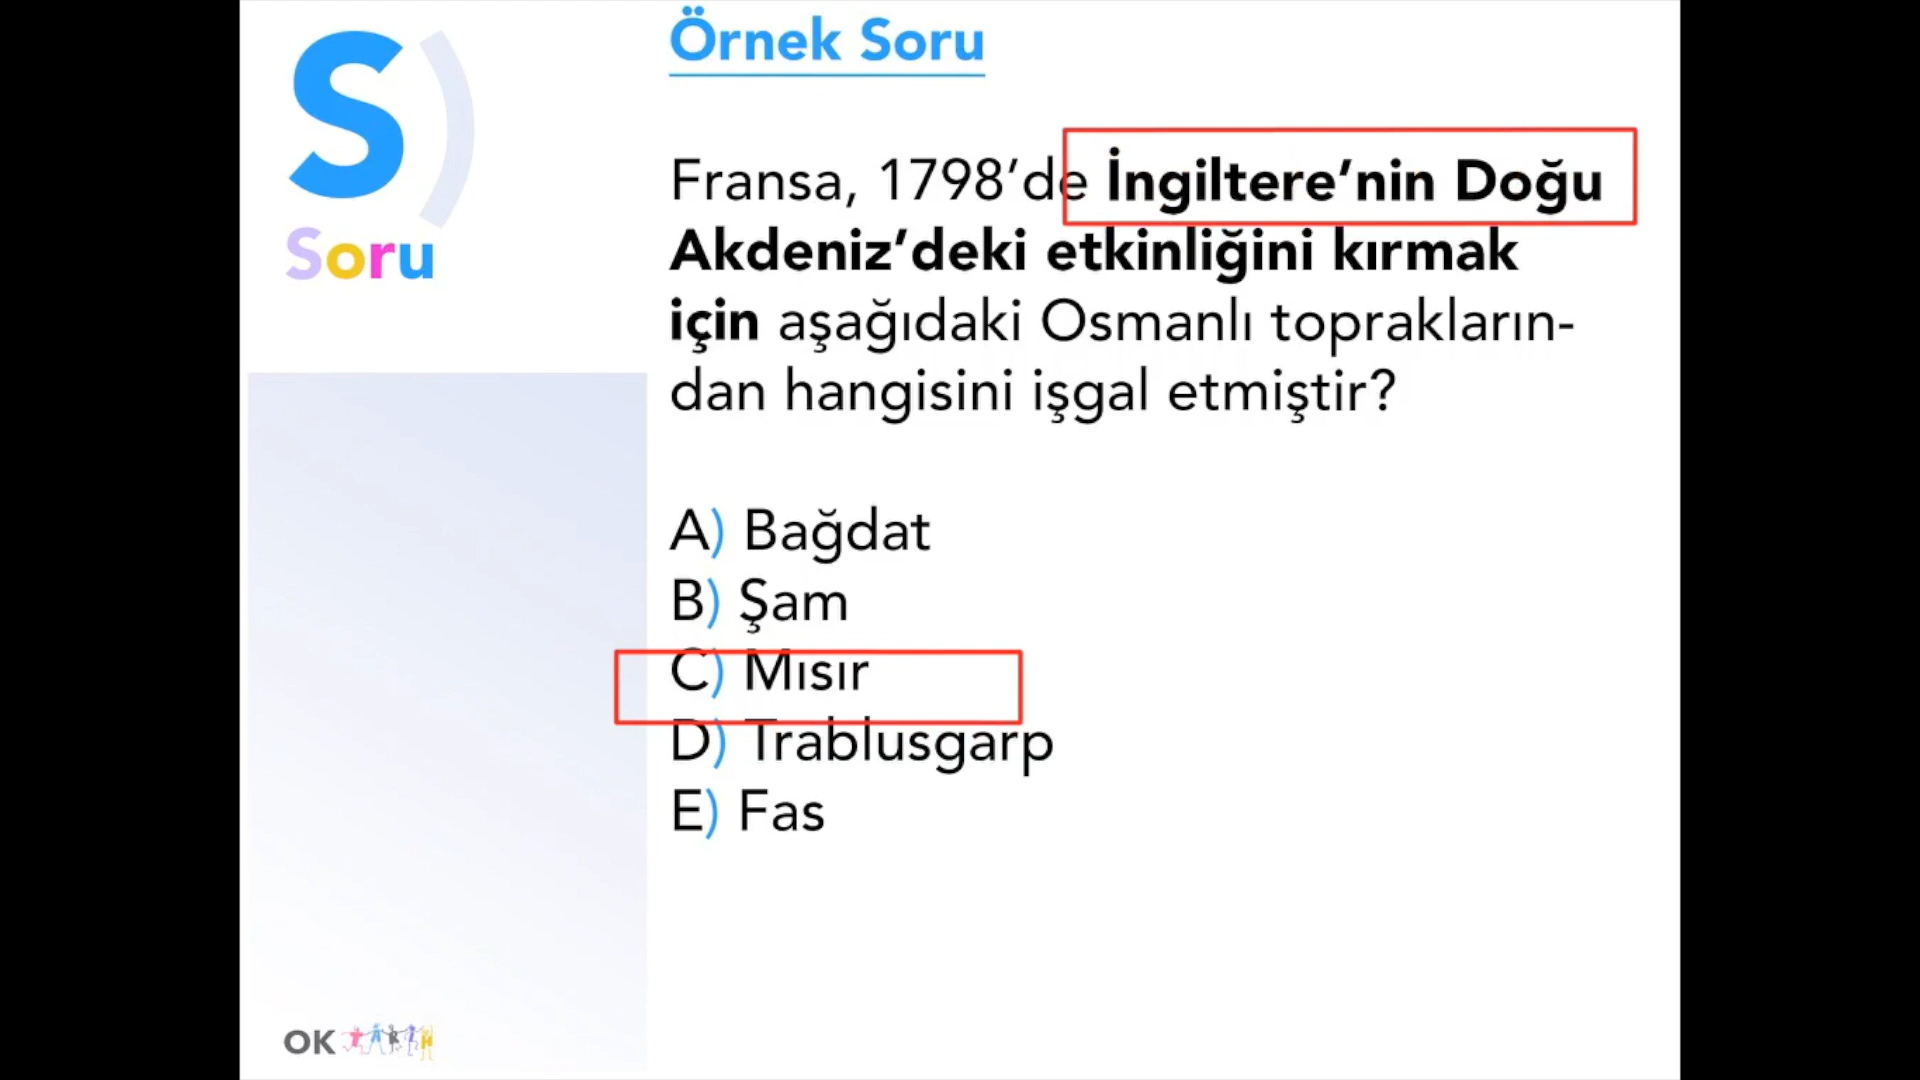 S)
Soru
Örnek Soru
Fransa, 1798’de İngiltere’nin Doğu
Akdeniz’deki etkinliğini kırmak
için aşağıdaki Osmanlı toprakların-
dan hangisini işgal etmiştir?
A) Bağdat
B) Şam
C) Mısır
D) Trablusgarp
E) Fas
OK TARİH